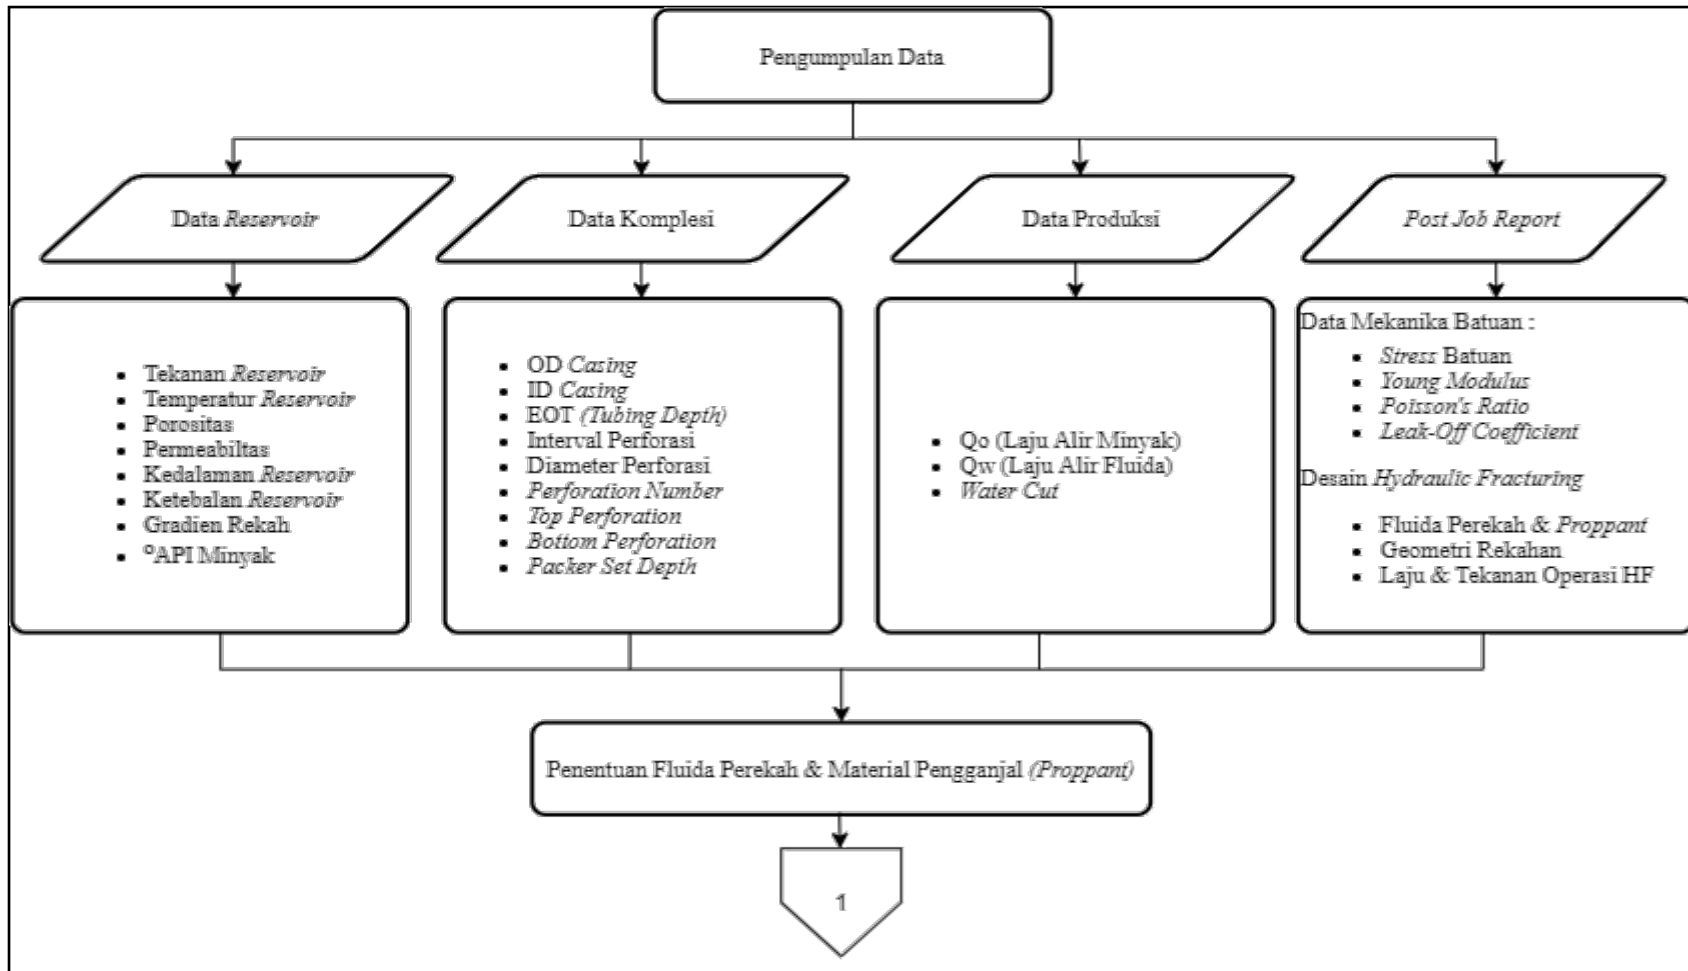 Pengumpulan Data
Data Reservoir
Data Komplesi
Data Produksi
Post Job Report
• Tekanan Reservoir
• Temperatur Reservoir
• Porositas
• Permeabiltas
• Kedalaman Reservoir
• Ketebalan Reservoir
• Gradien Rekah
• °API Minyak
• OD Casing
• ID Casing
• EOT (Tubing Depth)
• Interval Perforasi
• Diameter Perforasi
• Perforation Number
• Top Perforation
• Bottom Perforation
• Packer Set Depth
• Qo (Laju Alir Minyak)
• Qw (Laju Alir Fluida)
• Water Cut
Data Mekanika Batuan :
• Stress Batuan
• Young Modulus
• Poisson's Ratio
• Leak-Off Coefficient
Desain Hydraulic Fracturing
• Fluida Perekah & Proppant
• Geometri Rekahan
• Laju & Tekanan Operasi HF
Penentuan Fluida Perekah & Material Pengganjal (Proppant)
1